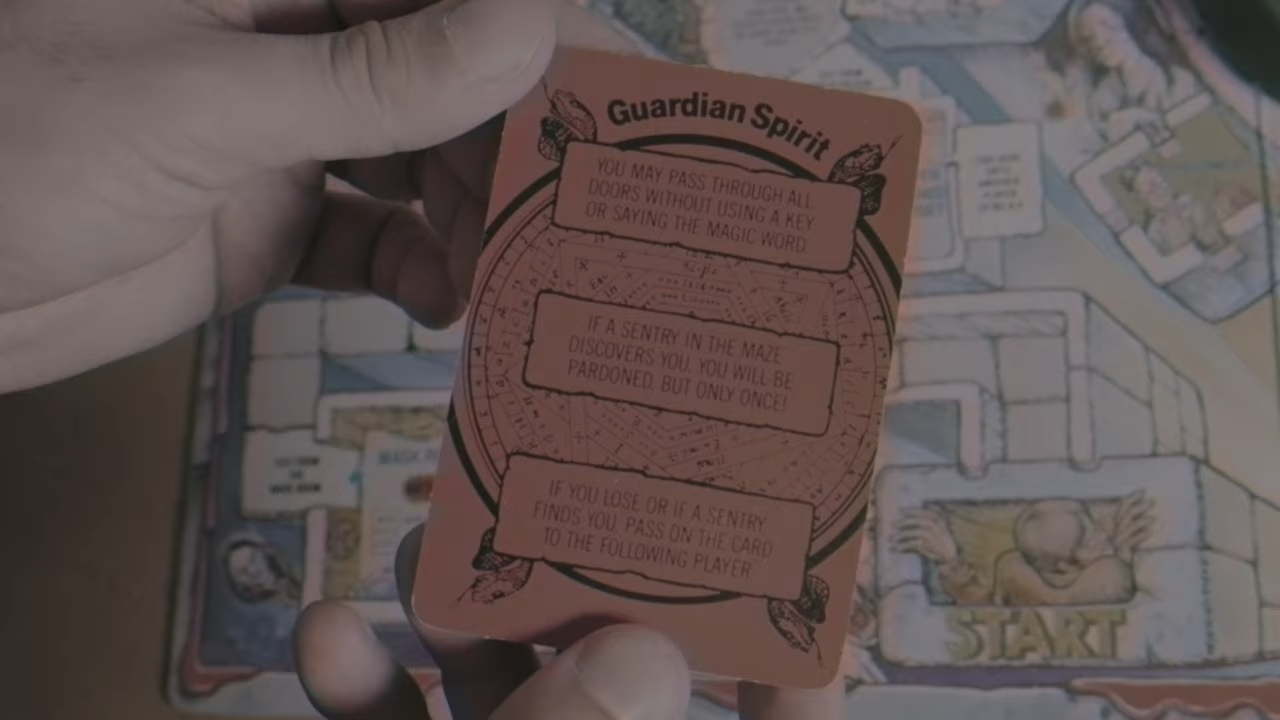 Guardian Spirit
YOU MAY PASS THROUGH ALL
DOORS WITHOUT USING A KEY
OR SAYING THE MAGIC WORD.
IF A SENTRY IN THE MAZE
DISCOVERS YOU, YOU WILL BE
PARDONED, BUT ONLY ONCE!
IF YOU LOSE OR IF A SENTRY
FINDS YOU, PASS ON THE CARD
TO THE FOLLOWING PLAYER
MASK
START